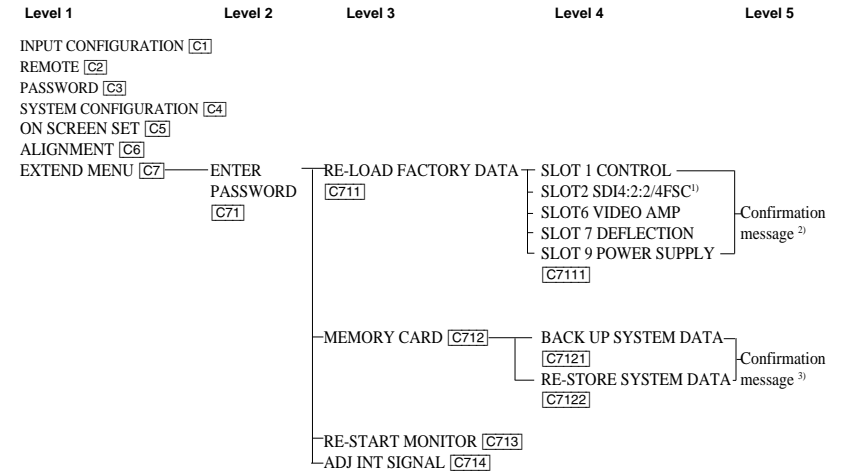 Level 1 Level 2 Level 3 Level 4 Level 5
INPUT CONFIGURATION C1
REMOTE C2
PASSWORD C3
SYSTEM CONFIGURATION C4
ON SCREEN SET C5
ALIGNMENT C6
EXTEND MENU C7
ENTER
PASSWORD
C71
RE-LOAD FACTORY DATA
C711
SLOT 1 CONTROL
SLOT2 SDI4:2:2/4FSC1)
SLOT6 VIDEO AMP
SLOT 7 DEFLECTION
SLOT 9 POWER SUPPLY
C7111
Confirmation
message 2)
MEMORY CARD C712
BACK UP SYSTEM DATA
C7121
RE-STORE SYSTEM DATA
C7122
Confirmation
message 3)
RE-START MONITOR C713
ADJ INT SIGNAL C714